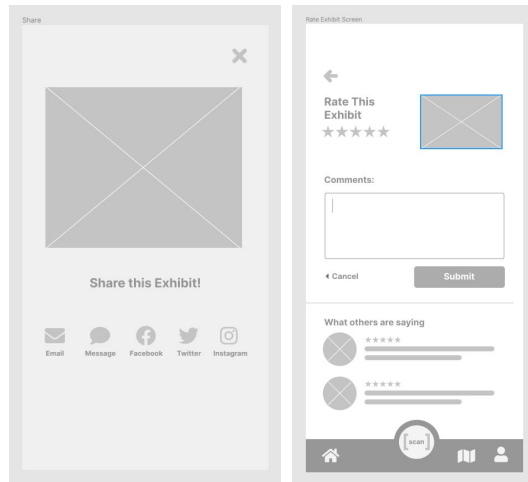 Share
Share this Exhibit!
Email Message Facebook Twitter Instagram
Rate Exhibit Screen
Rate This
Exhibit
Comments:
Cancel Submit
What others are saying
[scan]